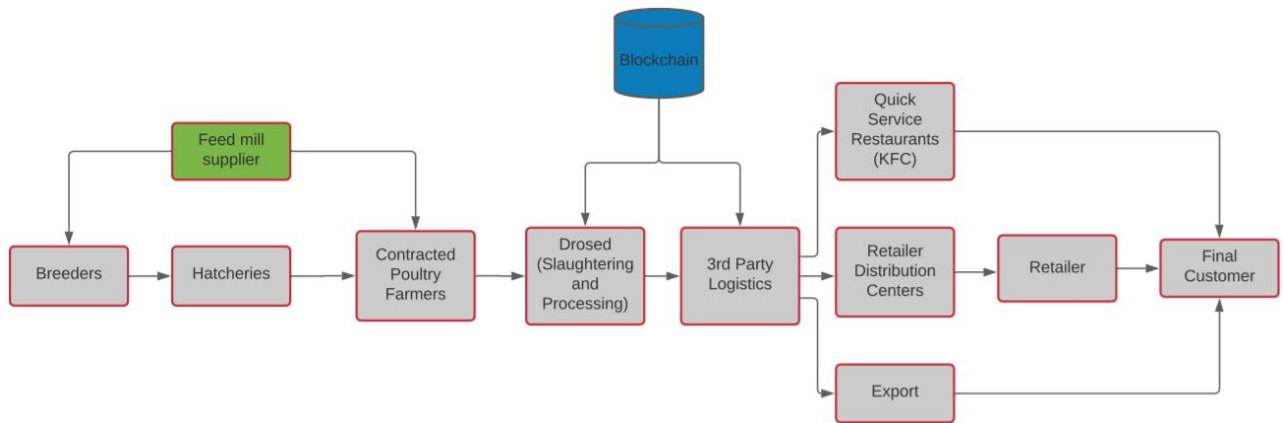 Blockchain
Quick
Service
Restaurants
(KFC)
Feed mill
supplier
Breeders
Hatcheries
Contracted
Poultry
Farmers
Drosed
(Slaughtering
and
Processing)
3rd Party
Logistics
Retailer
Distribution
Centers
Retailer
Final
Customer
Export